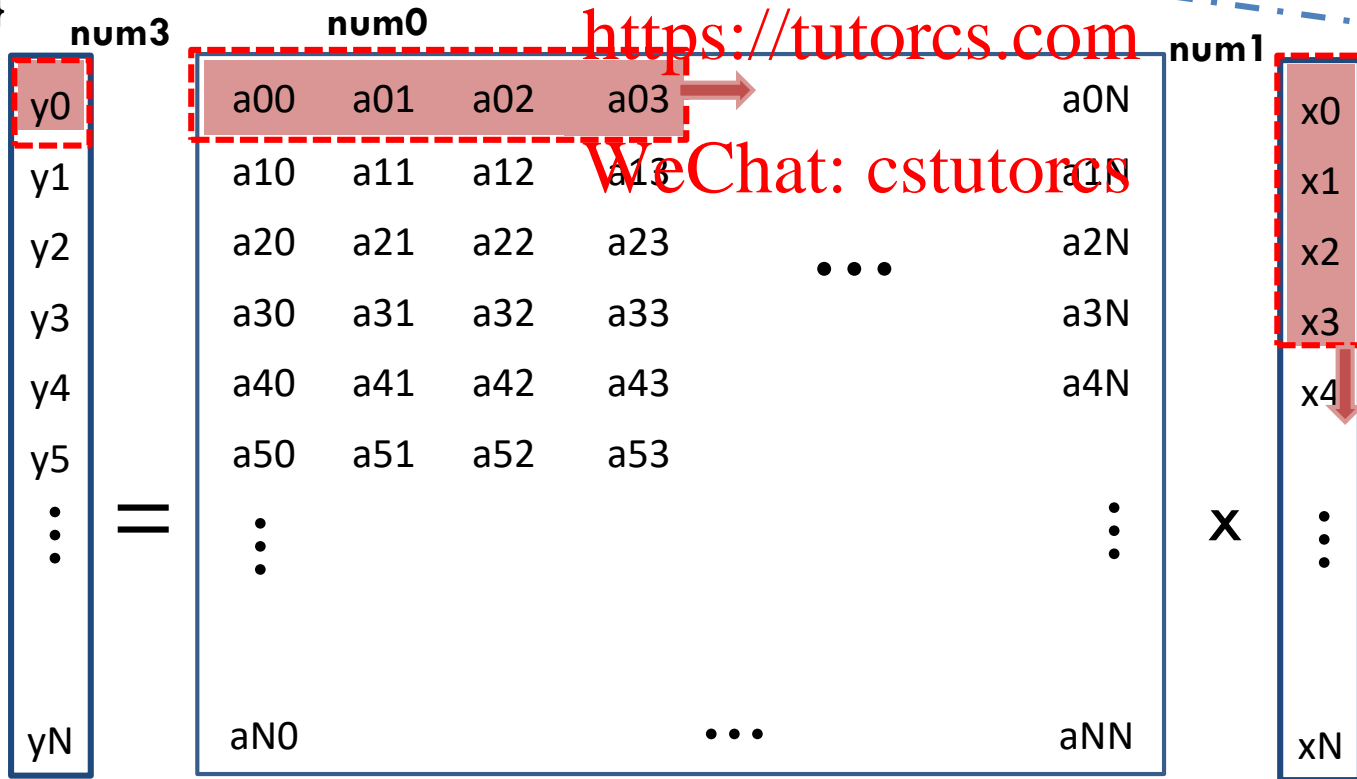 num3 num0 https://tutorcs.com num1
y0 a00 a01 a02 a03 a0N x0
WeChat: cstutorcs
y1 a10 a11 a12 a13 a1N x1
y2 a20 a21 a22 a23 ... a2N x2
y3 a30 a31 a32 a33 a3N x3
y4 a40 a41 a42 a43 a4N x4
y5 a50 a51 a52 a53
⋮ = ⋮ ⋮ x ⋮
yN aN0 ... aNN xN